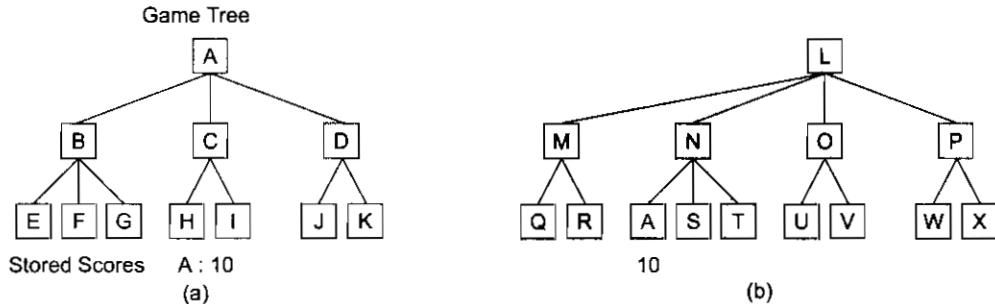 Game Tree
A L
B C D M N O P
E F G H I J K Q R A S T U V W X
Stored Scores A : 10 10
(a) (b)